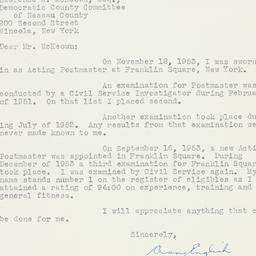 Lawrence W. McKeown, Esq.,
Democratic County Committee
of Nassau County
200 Second Street
Mineola, New York
Dear Mr. McKeown:
On November 18, 1953, I was sworn
in as Acting Postmaster at Franklin Square, New York.
An examination for Postmaster was
conducted by a Civil Service Investigator during Febru
of 1951. On that list I placed second.
Another examination took place du
ing July of 1952. Any results from that examination we
never made known to me.
On September 16, 1953, a new Acti
Postmaster was appointed in Franklin Square. During
December of 1953 a third examination for Franklin Squar
took place. I was examined by Civil Service again. My
name stands number 1 on the register of eligibles as I
attained a rating of 94:00 on experience, training and
general fitness.
I will appreciate anything that c
be done for me.
Sincerely,
English